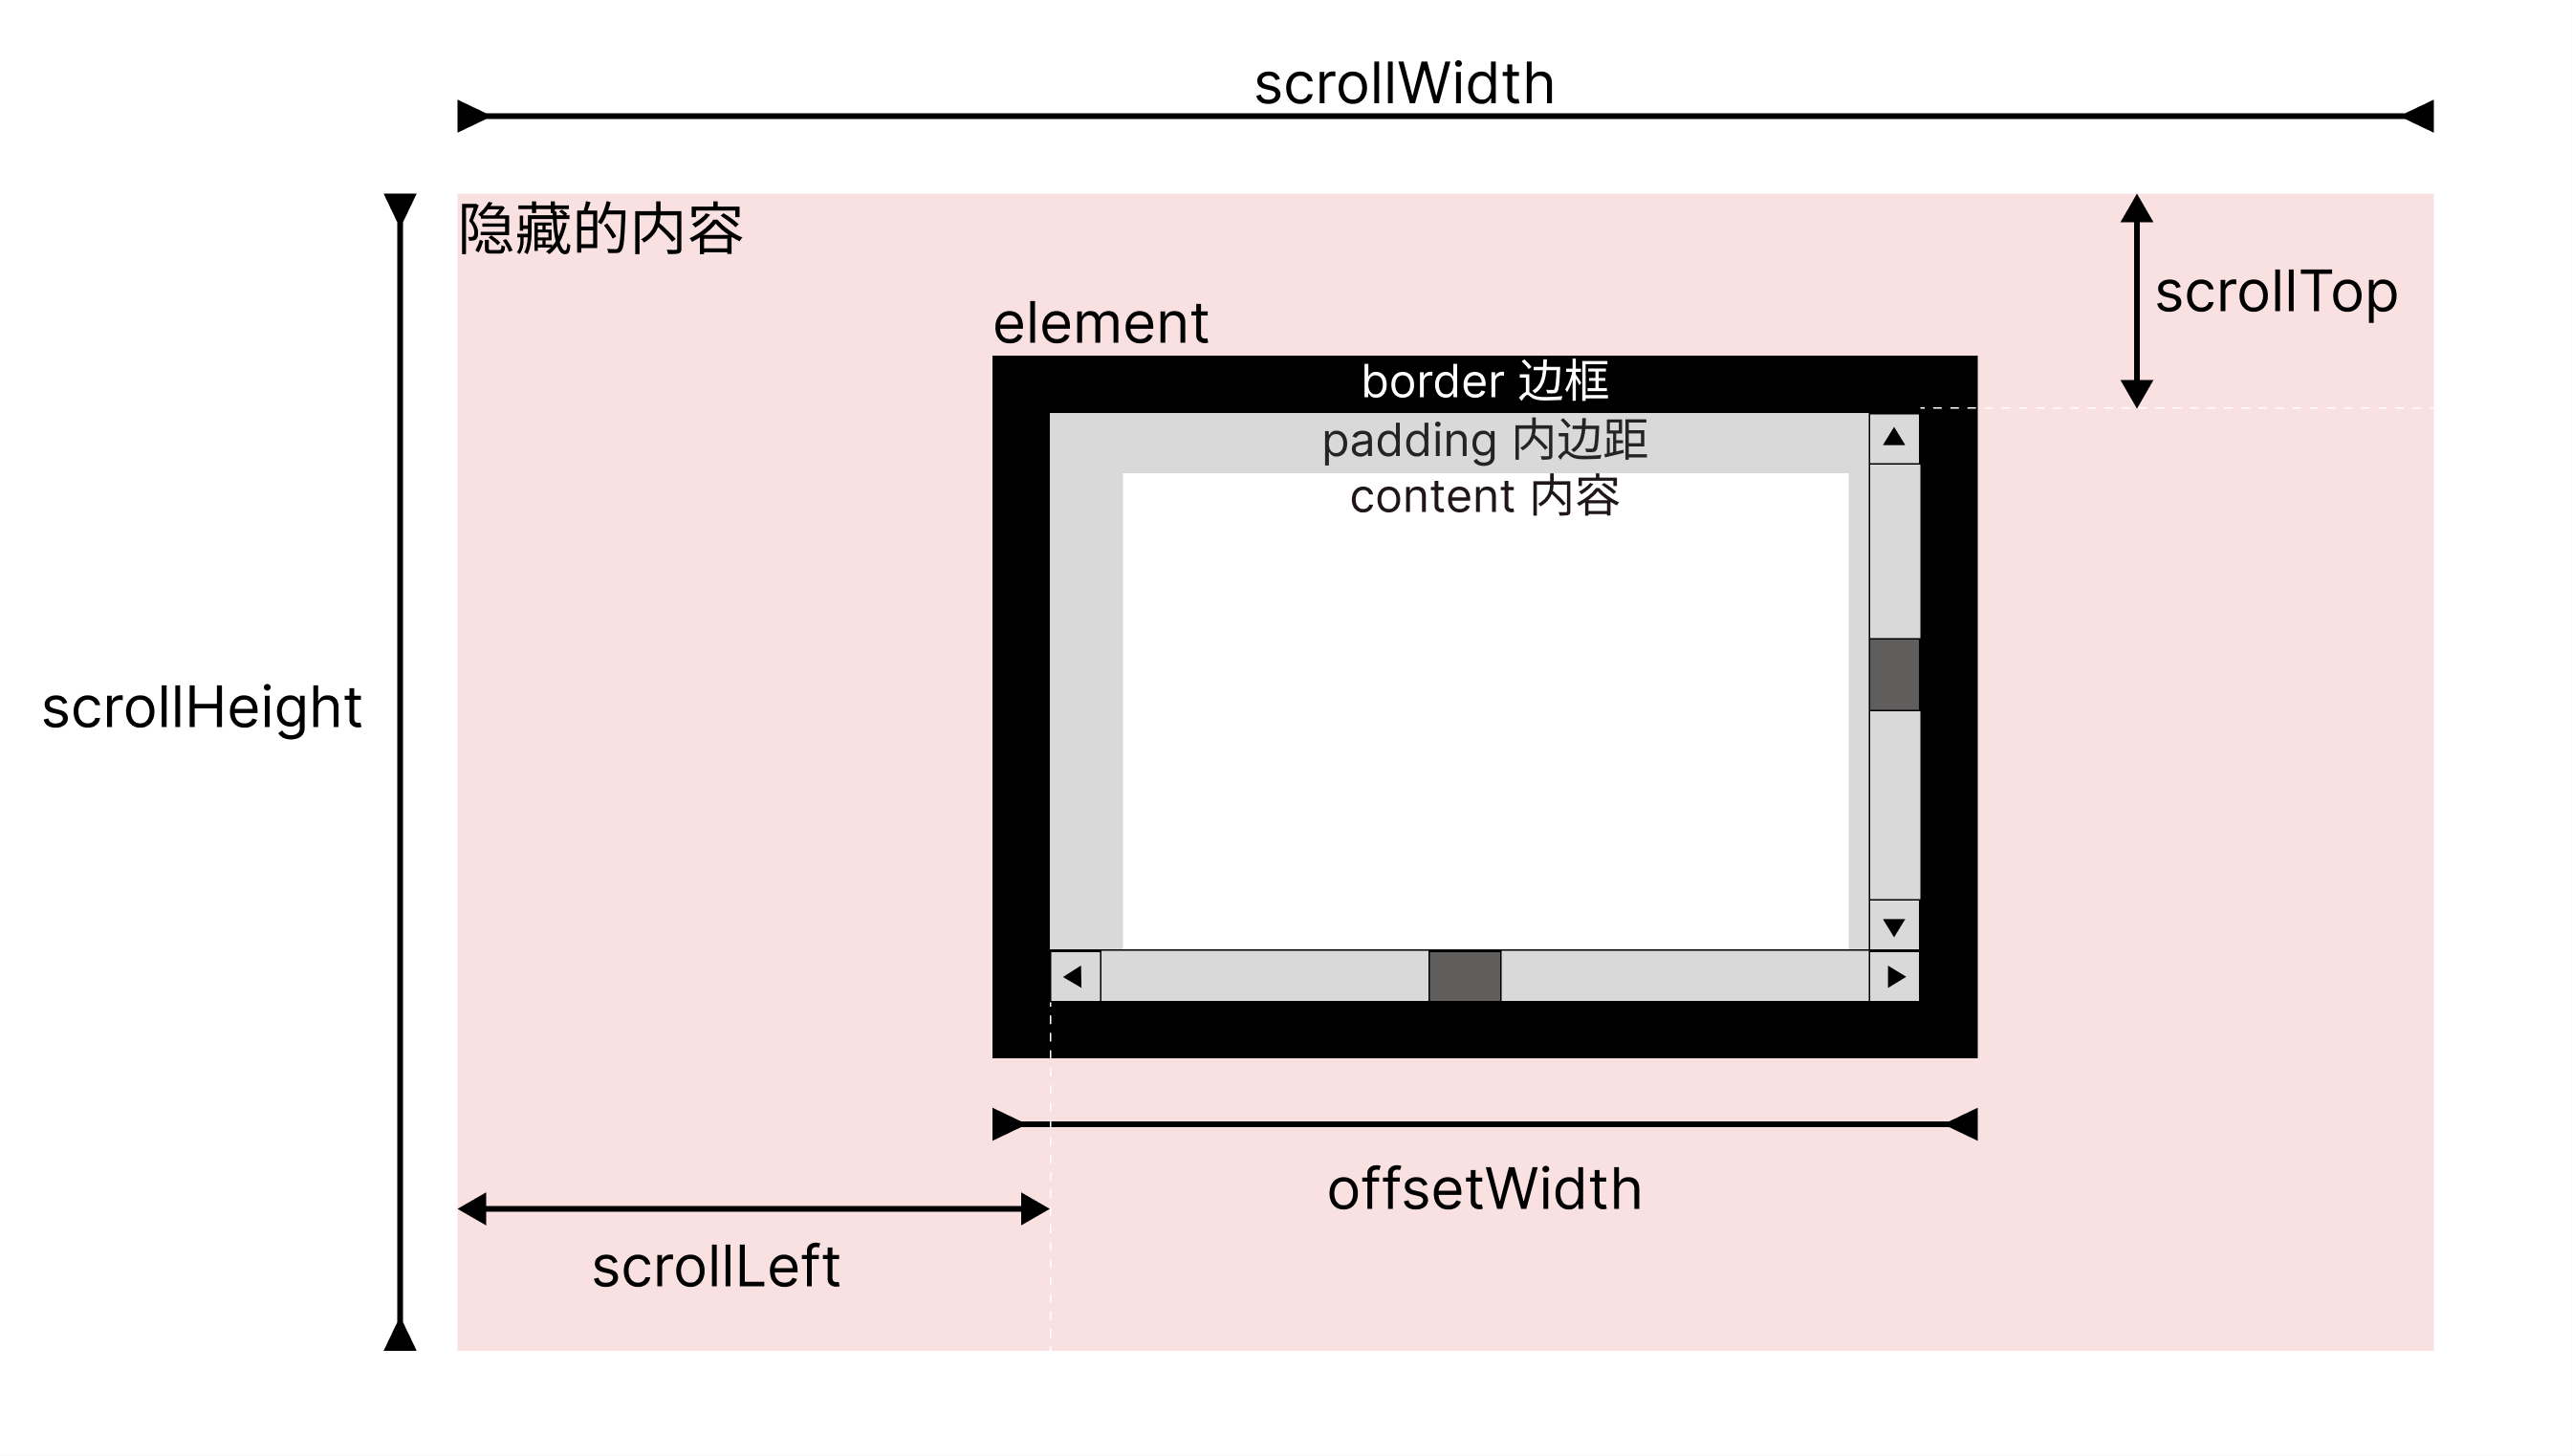 scrollWidth
隐藏的内容
scrollTop
element
border 边框
padding 内边距
content 内容
scrollHeight
offsetWidth
scrollLeft